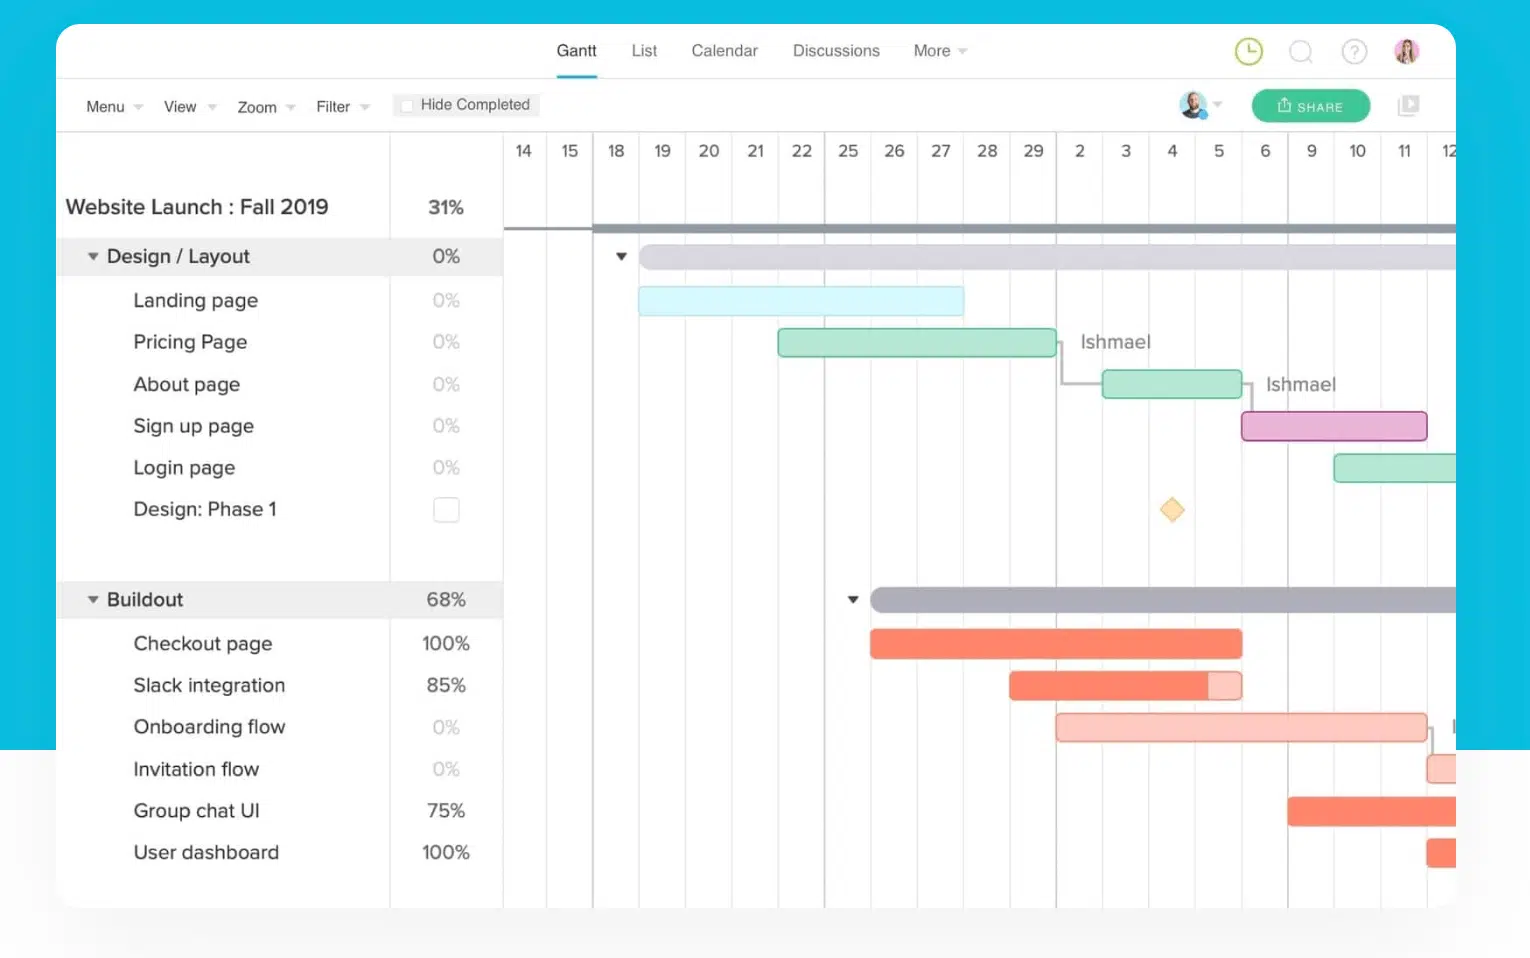 Gantt List Calendar Discussions More
Menu View Zoom Filter Hide Completed SHARE
14 15 18 19 20 21 22 25 26 27 28 29 2 3 4 5 6 9 10 11 12
Website Launch : Fall 2019 31%
Design / Layout 0%
Landing page 0%
Pricing Page 0% Ishmael
About page 0% Ishmael
Sign up page 0%
Login page 0%
Design: Phase 1
Buildout 68%
Checkout page 100%
Slack integration 85%
Onboarding flow 0%
Invitation flow 0%
Group chat UI 75%
User dashboard 100%